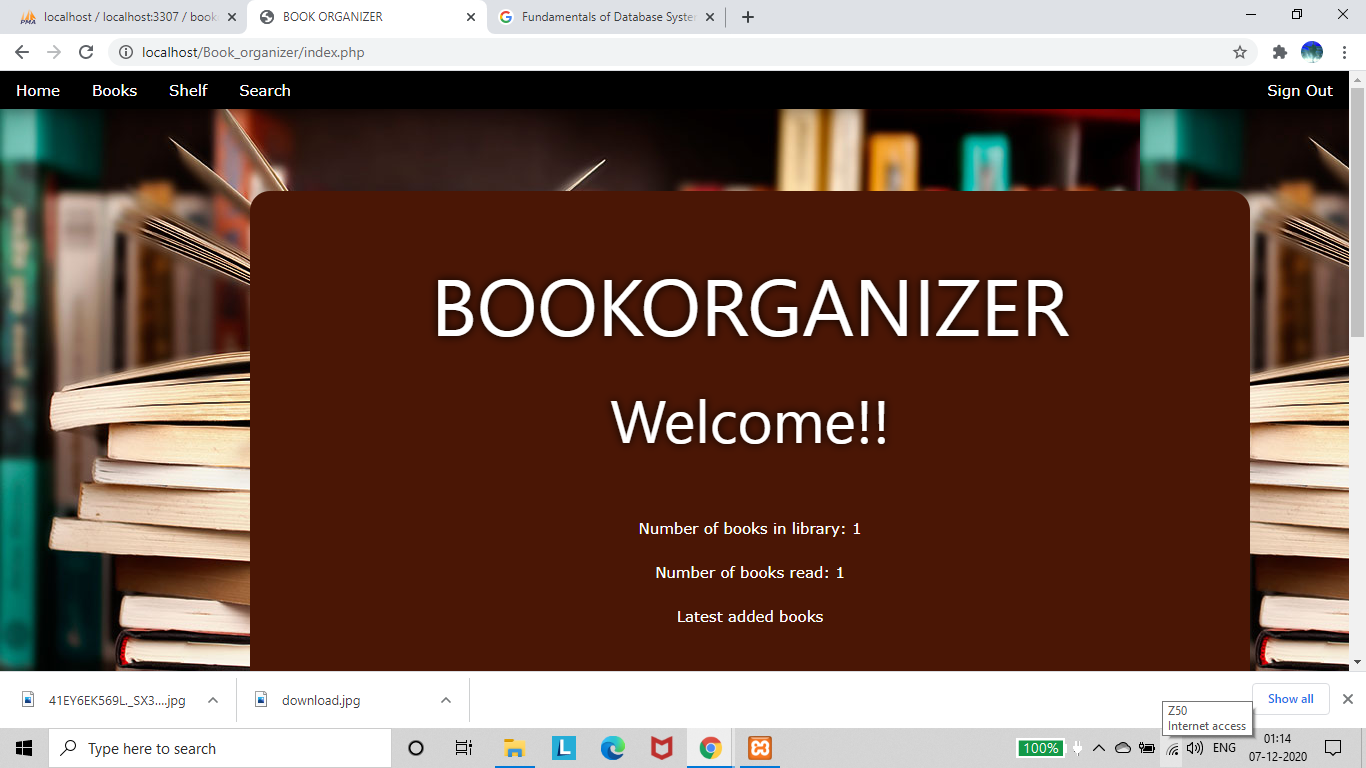 localhost / localhost:3307 / book
BOOK ORGANIZER
Fundamentals of Database Syste
localhost/Book_organizer/index.php
Home Books Shelf Search Sign Out
BOOKORGANIZER
Welcome!!
Number of books in library: 1
Number of books read: 1
Latest added books
41EY6EK569L._SX3....jpg
download.jpg
Show all
Z50
Internet access
Type here to search
100%
ENG
01:14
07-12-2020